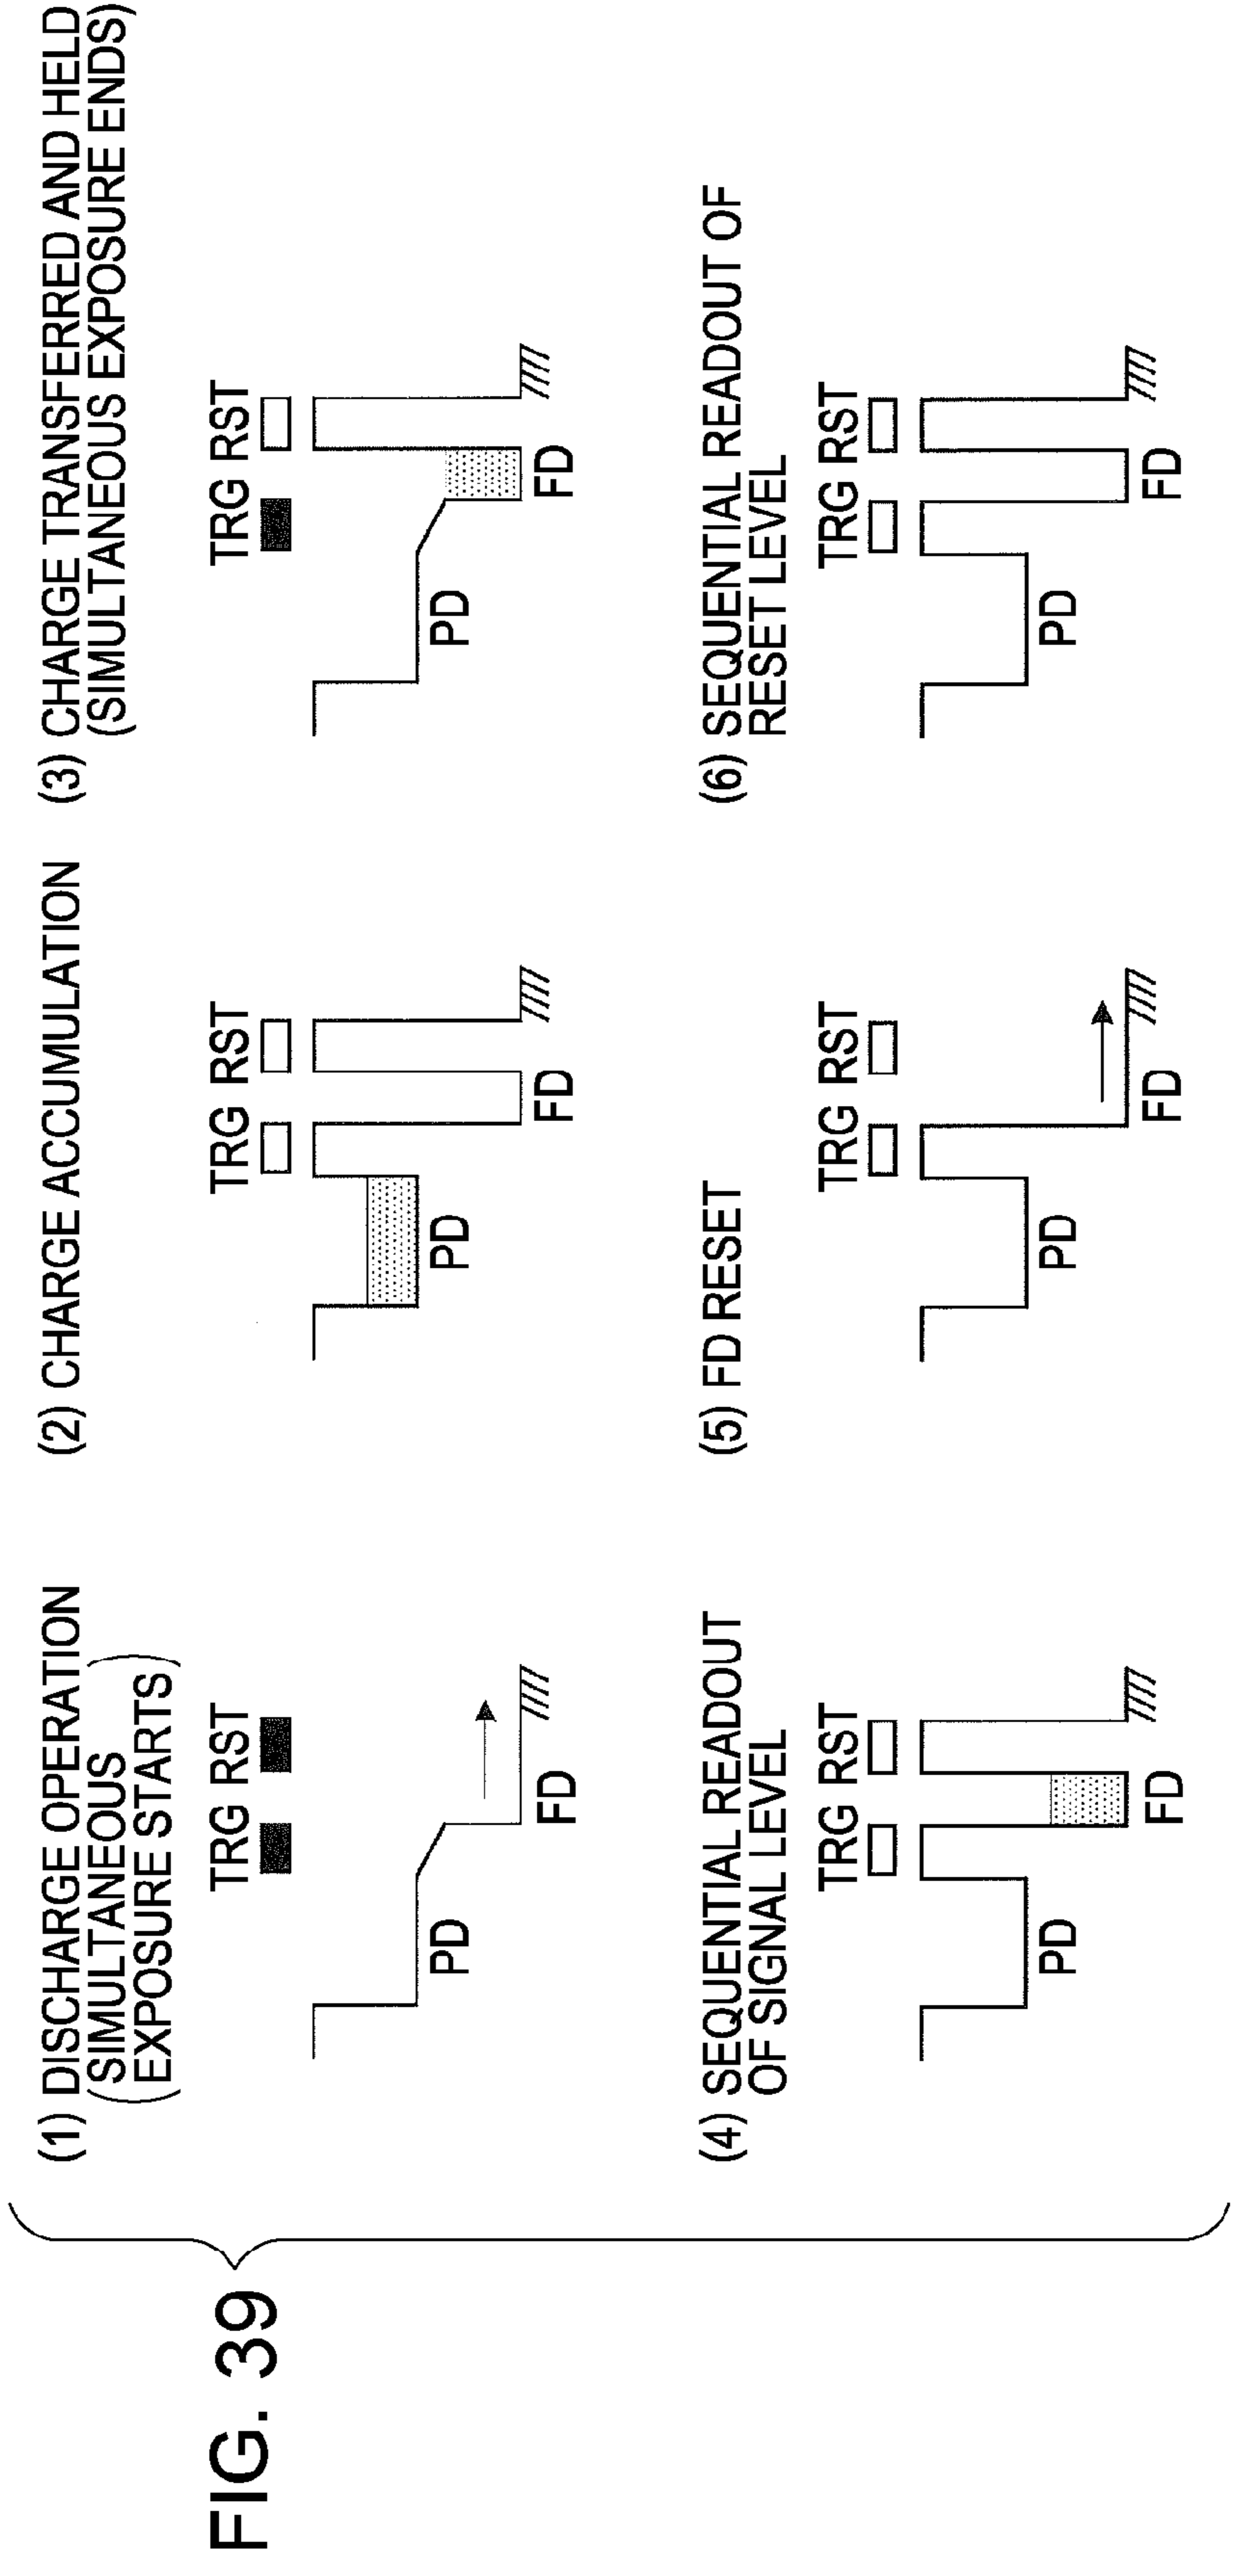 FIG. 39
(1) DISCHARGE OPERATION
(SIMULTANEOUS
EXPOSURE STARTS)
TRG RST
PD
FD
(2) CHARGE ACCUMULATION
TRG RST
PD
FD
(3) CHARGE TRANSFERRED AND HELD
(SIMULTANEOUS EXPOSURE ENDS)
TRG RST
PD
FD
(4) SEQUENTIAL READOUT
OF SIGNAL LEVEL
TRG RST
PD
FD
(5) FD RESET
TRG RST
PD
FD
(6) SEQUENTIAL READOUT OF
RESET LEVEL
TRG RST
PD
FD